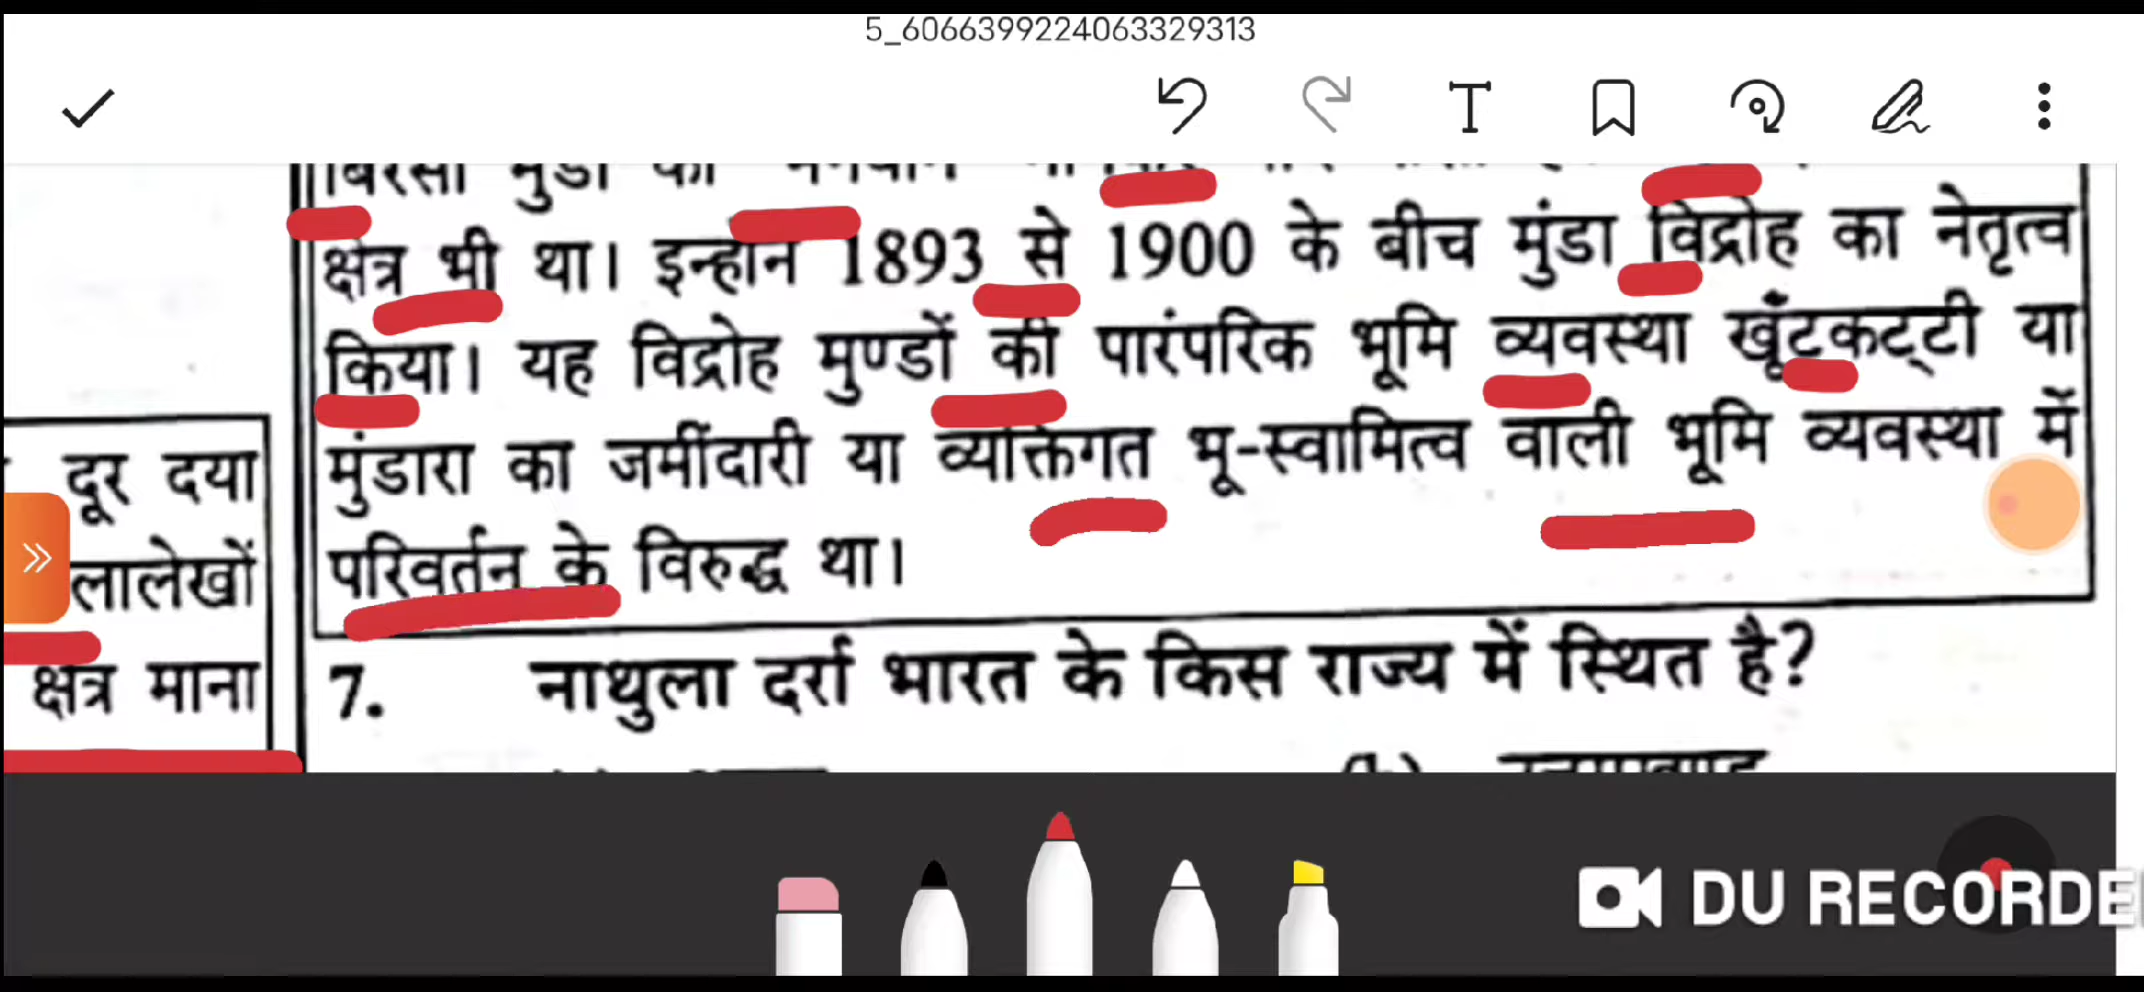 5_6066399224063329313
T
बिरसा मुंडा
क्षेत्र भी था। इन्होंने 1893 से 1900 के बीच मुंडा विद्रोह का नेतृत्व
किया। यह विद्रोह मुण्डों की पारंपरिक भूमि व्यवस्था खूँटकट्टी या
मुंडारी का जमींदारी या व्यक्तिगत भू-स्वामित्व वाली भूमि व्यवस्था में
परिवर्तन के विरुद्ध था।
दूर दया
लालेखों
क्षेत्र माना
7. नाथुला दर्रा भारत के किस राज्य में स्थित है?
(b)
DU RECORDE